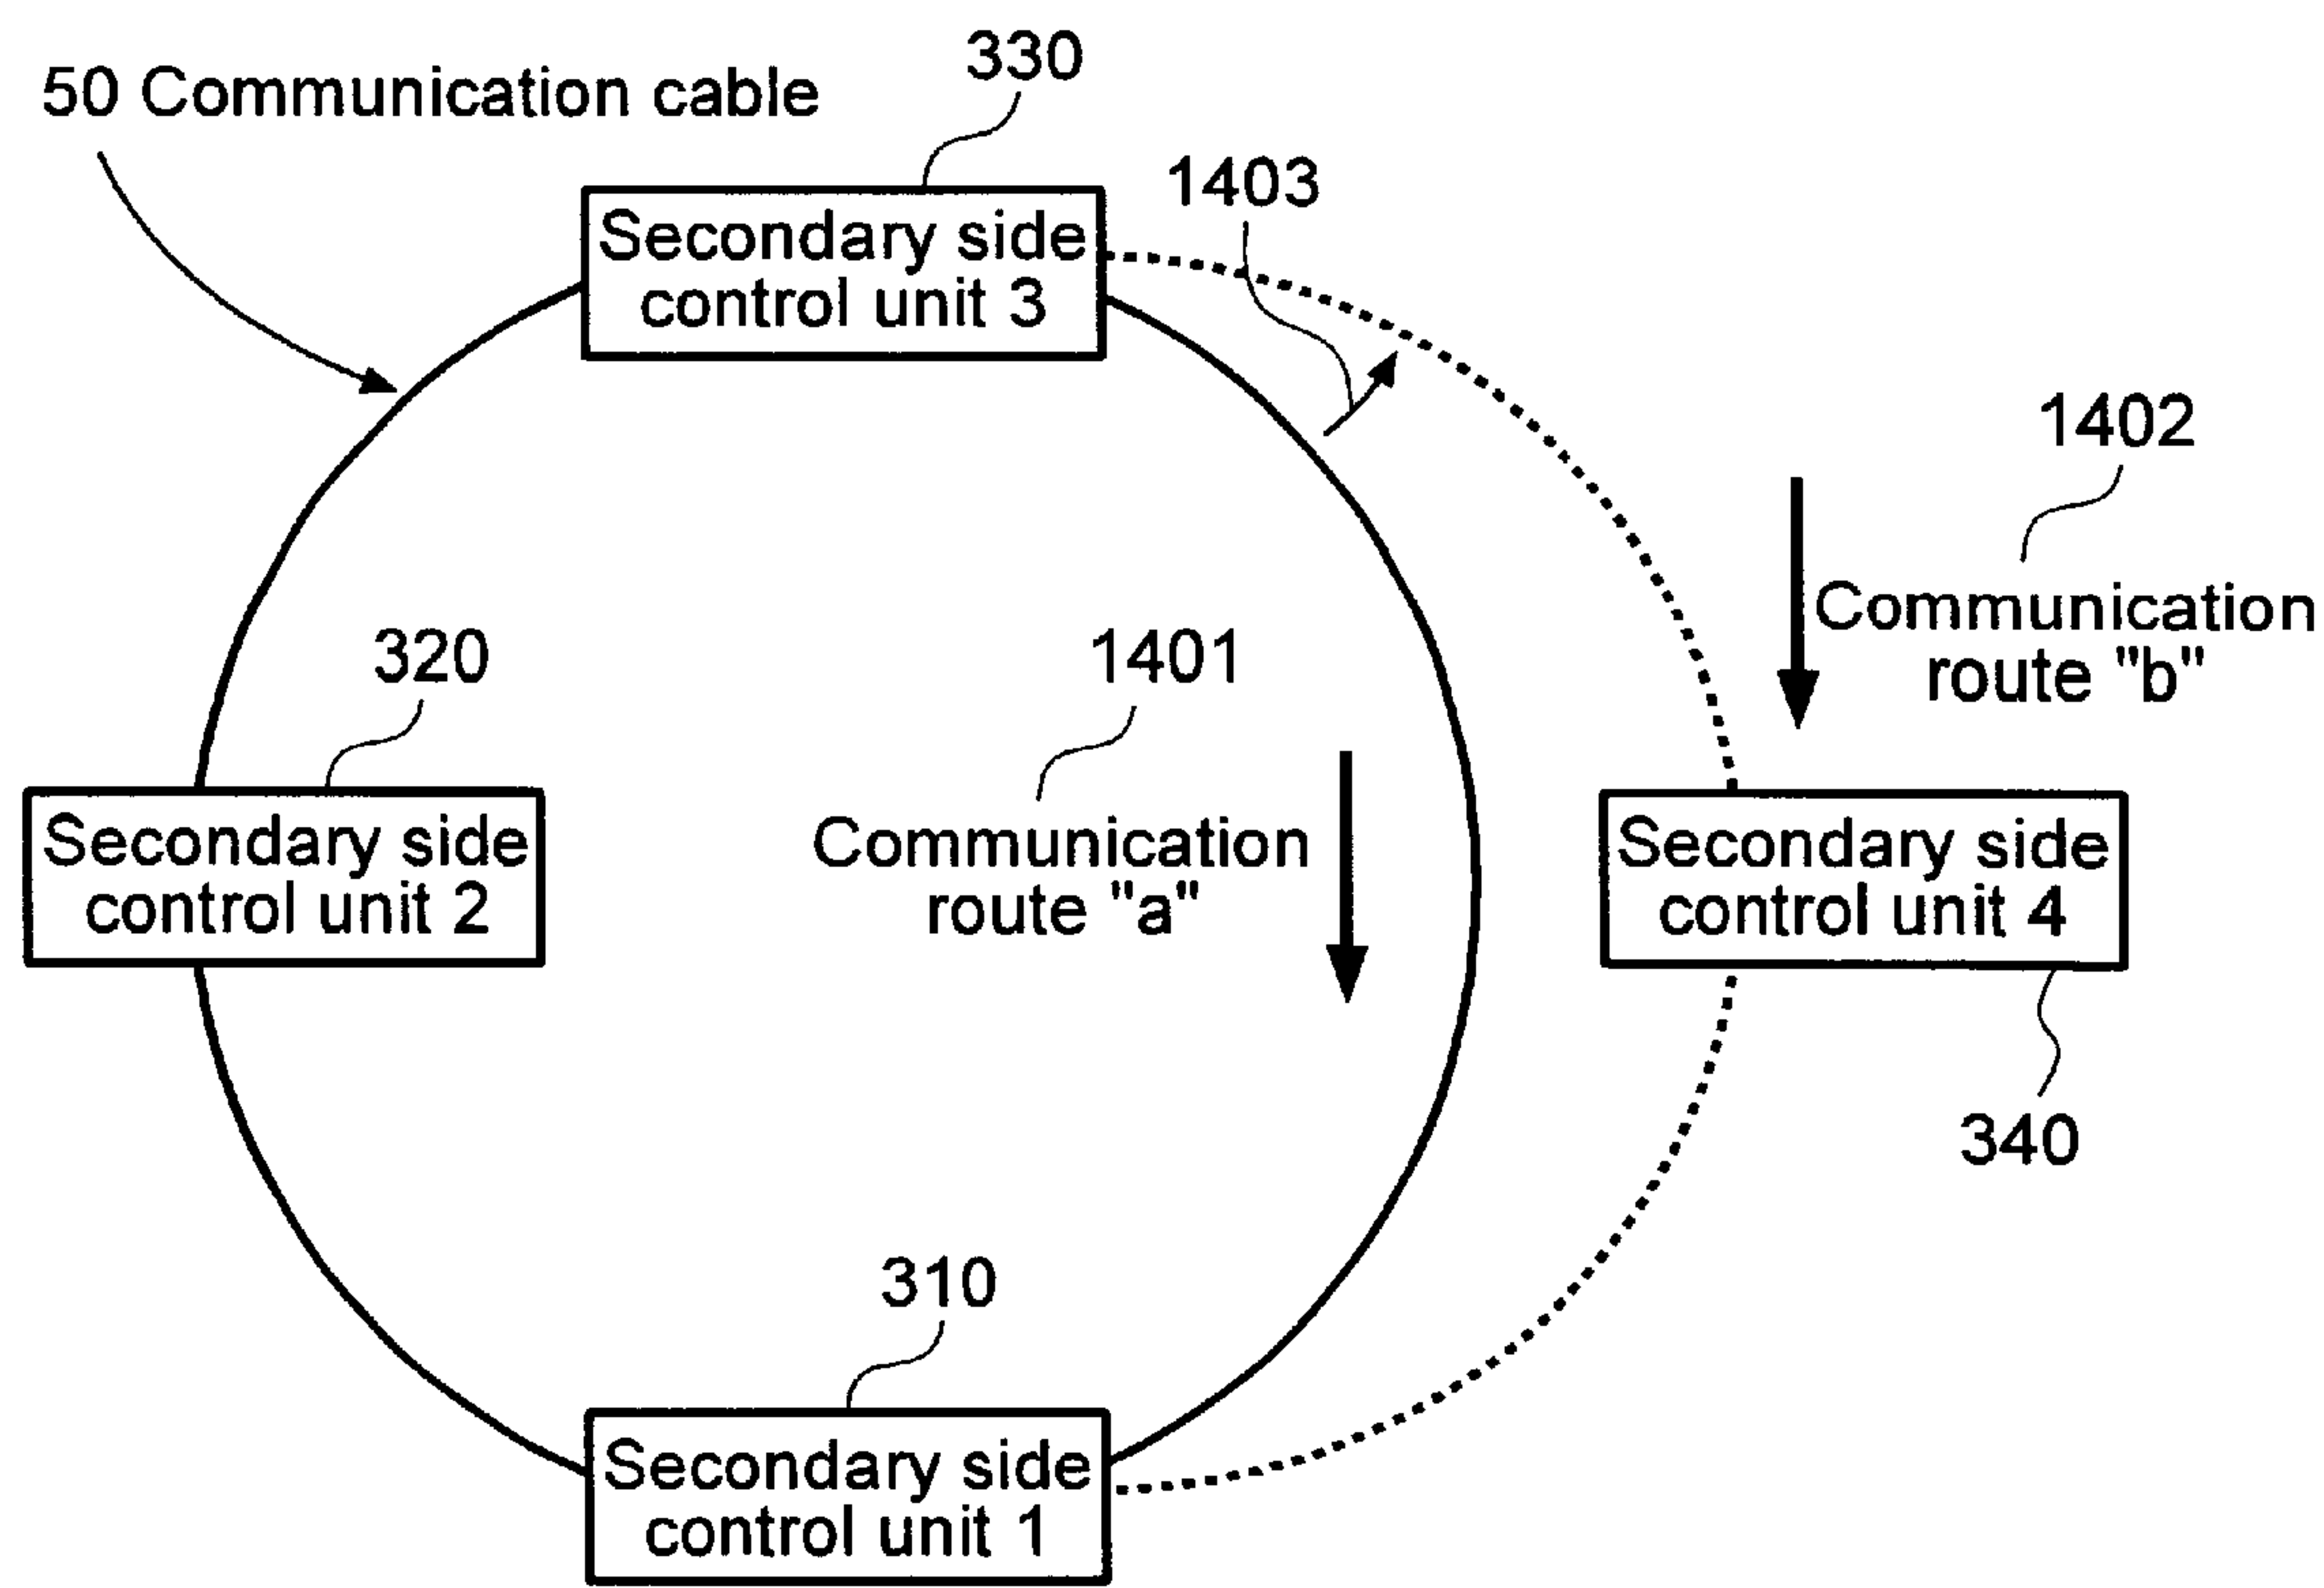 330
50 Communication cable
1403
Secondary side
control unit 3
1402
Communication
route "b"
320
1401
Secondary side
control unit 2
Communication
route "a"
Secondary side
control unit 4
340
310
Secondary side
control unit 1